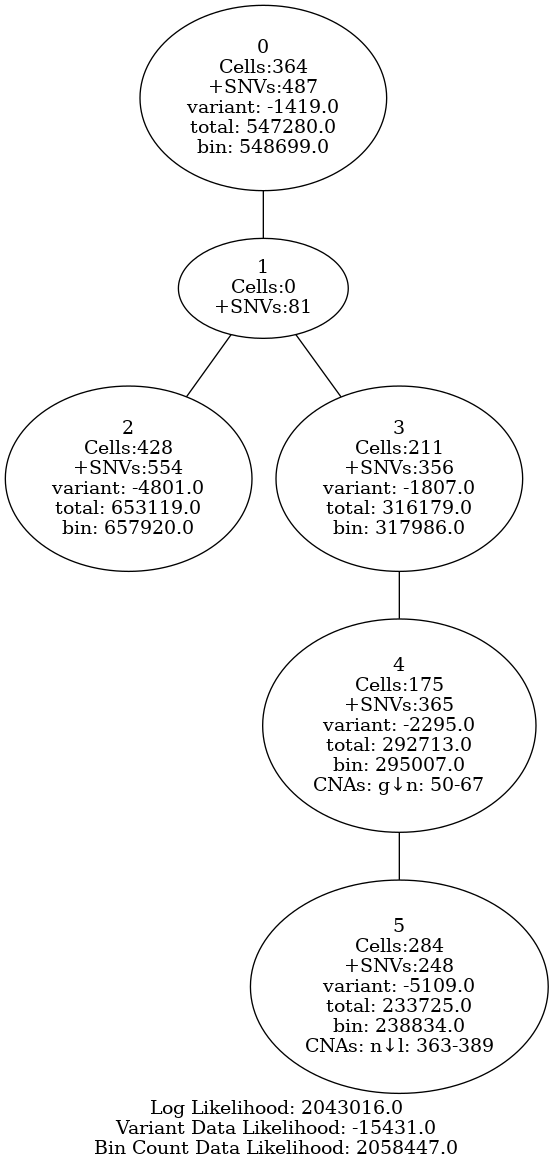 0
Cells:364
+SNVs:487
variant: -1419.0
total: 547280.0
bin: 548699.0
1
Cells:0
+SNVs:81
2
Cells:428
+SNVs:554
variant: -4801.0
total: 653119.0
bin: 657920.0
3
Cells:211
+SNVs:356
variant: -1807.0
total: 316179.0
bin: 317986.0
4
Cells:175
+SNVs:365
variant: -2295.0
total: 292713.0
bin: 295007.0
CNAs: g↓n: 50-67
5
Cells:284
+SNVs:248
variant: -5109.0
total: 233725.0
bin: 238834.0
CNAs: n↓l: 363-389
Log Likelihood: 2043016.0
Variant Data Likelihood: -15431.0
Bin Count Data Likelihood: 2058447.0